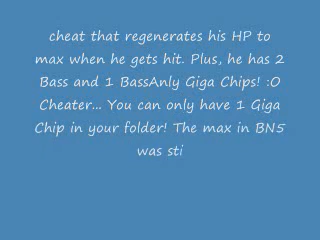 cheat that regenerates his HP to
max when he gets hit. Plus, he has 2
Bass and 1 BassAnly Giga Chips! :O
Cheater... You can only have 1 Giga
Chip in your folder! The max in BN5
was sti